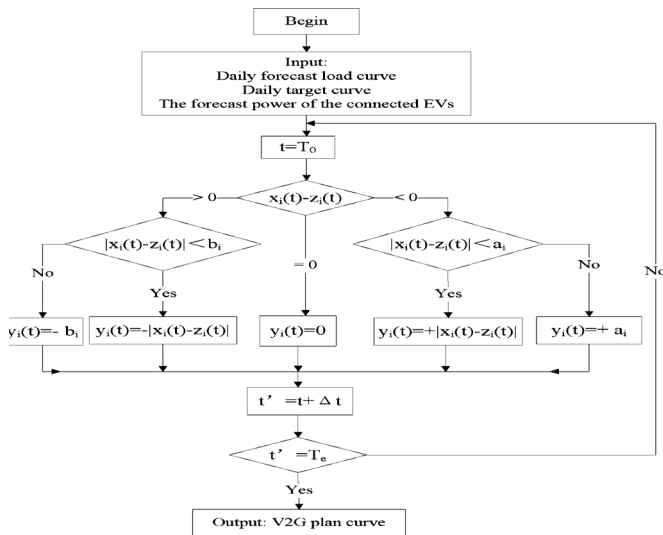 Begin
Input:
Daily forecast load curve
Daily target curve
The forecast power of the connected EVs
t=T₀
> 0
xᵢ(t)-zᵢ(t)
< 0
|xᵢ(t)-zᵢ(t)|<bᵢ
|xᵢ(t)-zᵢ(t)|<aᵢ
= 0
No
Yes
Yes
No
No
yᵢ(t)=- bᵢ
yᵢ(t)=-|xᵢ(t)-zᵢ(t)|
yᵢ(t)=0
yᵢ(t)=+|xᵢ(t)-zᵢ(t)|
yᵢ(t)=+ aᵢ
t’ =t+ Δ t
t’ =Tₑ
Yes
Output: V2G plan curve